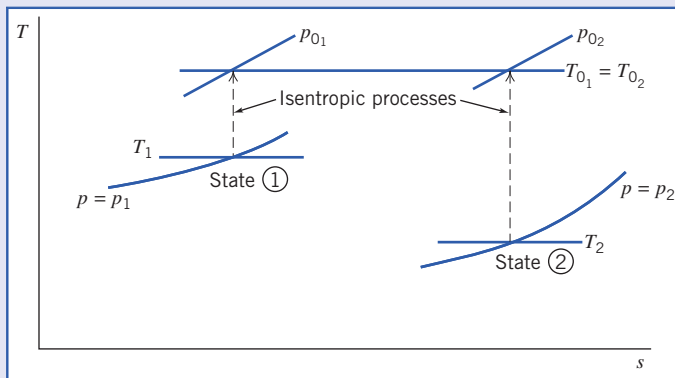 T
p₀₁
p₀₂
T₀₁ = T₀₂
Isentropic processes
T₁
State ①
p = p₁
p = p₂
T₂
State ②
s